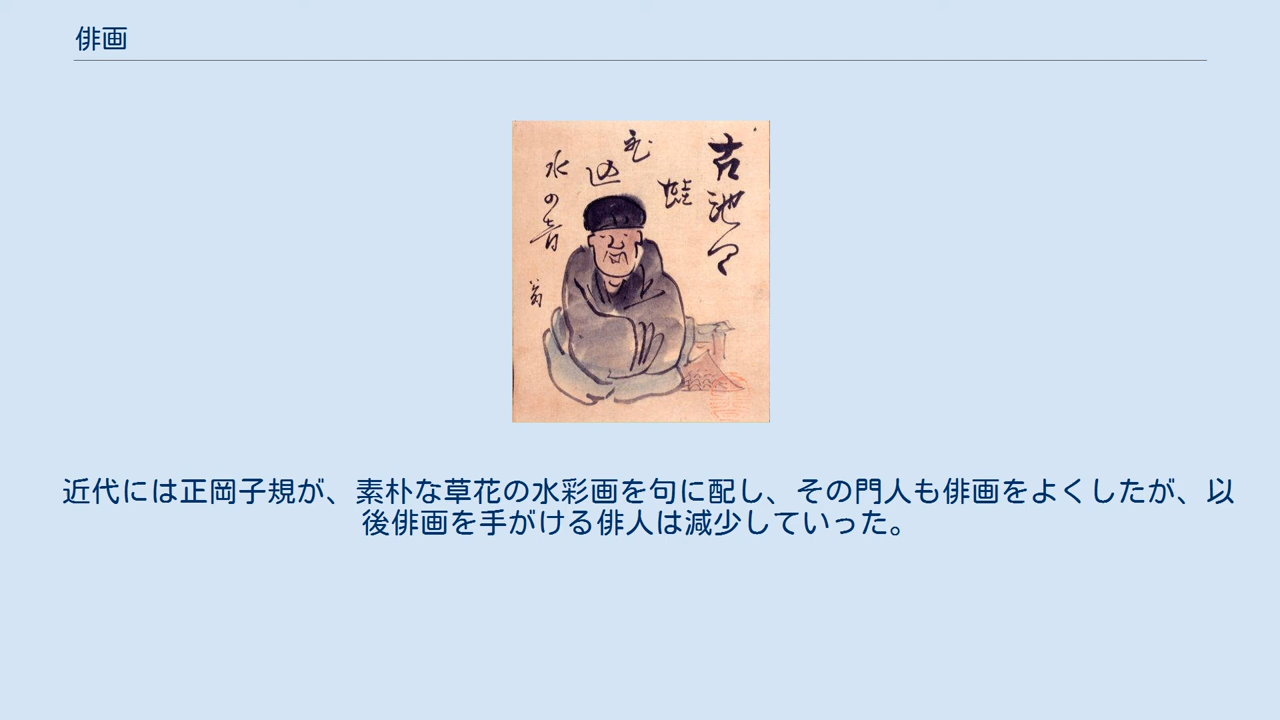 俳画
古池や
蛙
飛
込
水の音
翁
近代には正岡子規が、素朴な草花の水彩画を句に配し、その門人も俳画をよくしたが、以
後俳画を手がける俳人は減少していった。